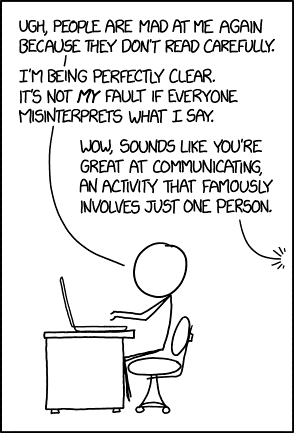 UGH, PEOPLE ARE MAD AT ME AGAIN
BECAUSE THEY DON'T READ CAREFULLY.
I'M BEING PERFECTLY CLEAR.
IT'S NOT MY FAULT IF EVERYONE
MISINTERPRETS WHAT I SAY.
WOW, SOUNDS LIKE YOU'RE
GREAT AT COMMUNICATING,
AN ACTIVITY THAT FAMOUSLY
INVOLVES JUST ONE PERSON.